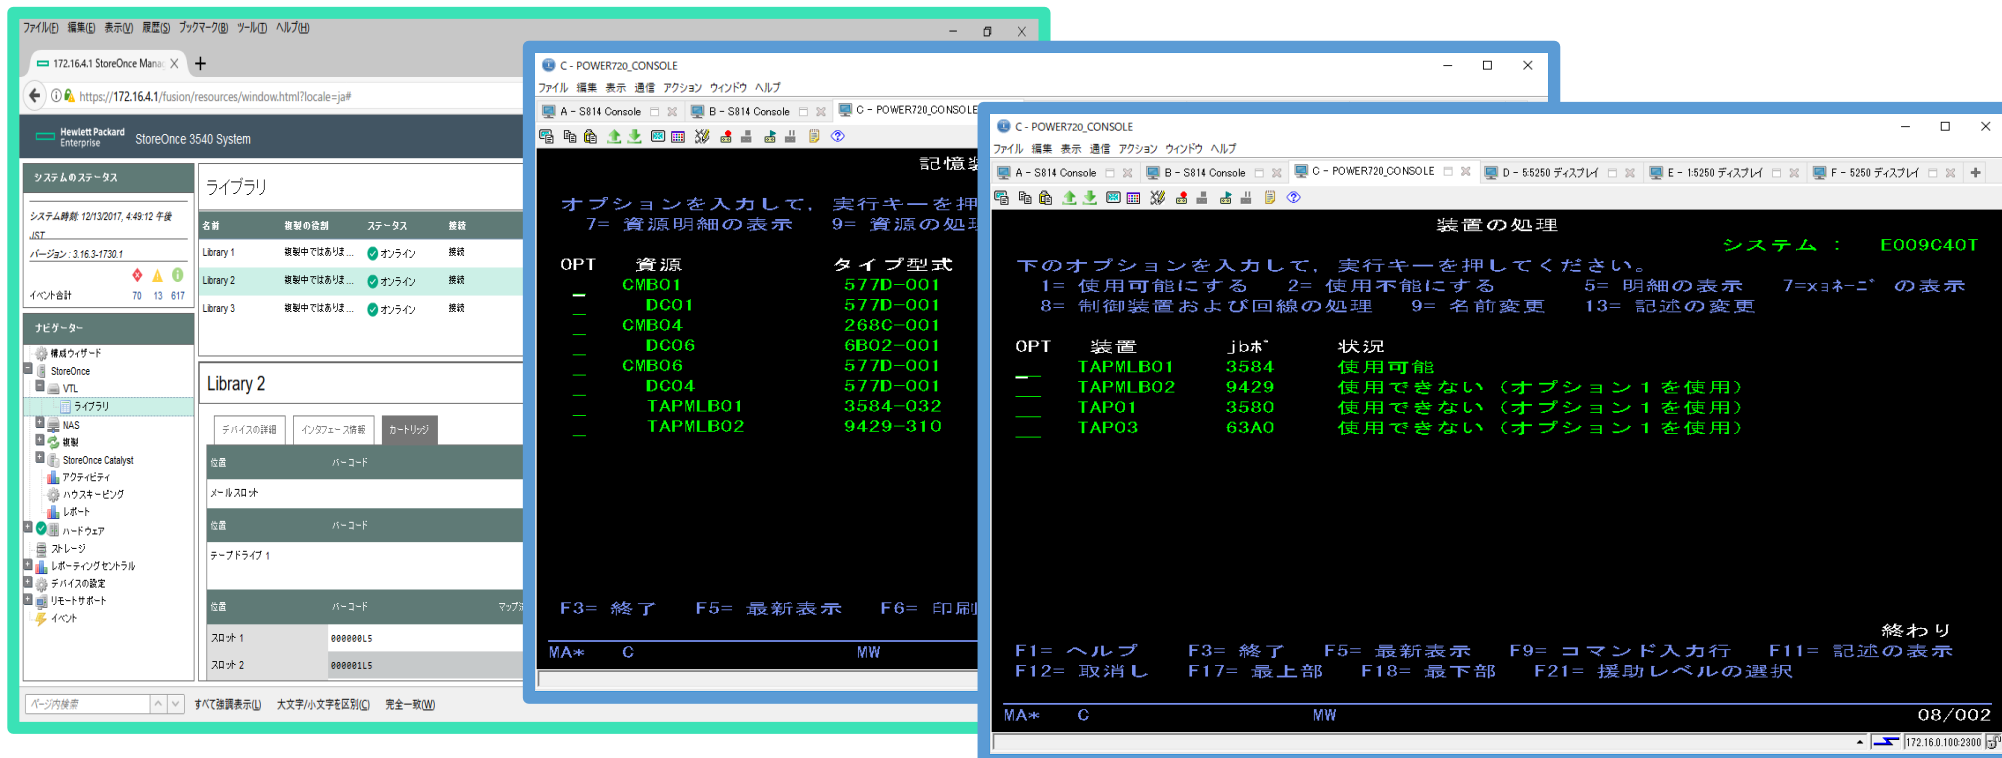 ファイル(F) 編集(E) 表示(V) 履歴(S) ブックマーク(B) ツール(T) ヘルプ(H)
172.16.4.1 StoreOnce Manag
https://172.16.4.1/fusion/resources/window.html?locale=ja#
Hewlett Packard
Enterprise
StoreOnce 3540 System
システムのステータス
システム時刻: 12/13/2017, 4:49:12 午後
JST
バージョン : 3.16.3-1730.1
イベント合計 70 13 617
ナビゲーター
構成ウィザード
StoreOnce
VTL
ライブラリ
NAS
複製
StoreOnce Catalyst
アクティビティ
ハウスキーピング
レポート
ハードウェア
ストレージ
レポーティングセントラル
デバイスの設定
リモートサポート
イベント
ライブラリ
名前 複製の役割 ステータス 接続
Library 1 複製中ではありま... オンライン 接続
Library 2 複製中ではありま... オンライン 接続
Library 3 複製中ではありま... オンライン 接続
Library 2
デバイスの詳細 インタフェース情報 カートリッジ
位置 バーコード
メールスロット
位置 バーコード
テープドライブ 1
位置 バーコード マップ
スロット 1 000000L5
スロット 2 000001L5
ページ内検索 すべて強調表示(L) 大文字/小文字を区別(C) 完全一致(W)
C - POWER720_CONSOLE
ファイル 編集 表示 通信 アクション ウィンドウ ヘルプ
A - S814 Console B - S814 Console C - POWER720_CONSOLE
記憶
オプションを入力して, 実行キーを押
7= 資源明細の表示 9= 資源の処
OPT 資源 タイプ型式
CMB01 577D-001
DC01 577D-001
CMB04 268C-001
DC06 6B02-001
CMB06 577D-001
DC04 577D-001
TAPMLB01 3584-032
TAPMLB02 9429-310
F3= 終了 F5= 最新表示 F6= 印刷
MA* C MW
C - POWER720_CONSOLE
ファイル 編集 表示 通信 アクション ウィンドウ ヘルプ
A - S814 Console B - S814 Console C - POWER720_CONSOLE D - 5:5250 ディスプレイ E - 1:5250 ディスプレイ F - 5250 ディスプレイ
装置の処理
システム : E009C40T
下のオプションを入力して, 実行キーを押してください。
1= 使用可能にする 2= 使用不能にする 5= 明細の表示 7=xョネーニ゛ の表示
8= 制御装置および回線の処理 9= 名前変更 13= 記述の変更
OPT 装置 jbホ゛ 状況
TAPMLB01 3584 使用可能
TAPMLB02 9429 使用できない (オプション1を使用)
TAP01 3580 使用できない (オプション1を使用)
TAP03 63A0 使用できない (オプション1を使用)
終わり
F1= ヘルプ F3= 終了 F5= 最新表示 F9= コマンド入力行 F11= 記述の表示
F12= 取消し F17= 最上部 F18= 最下部 F21= 援助レベルの選択
MA* C MW 08/002
172.16.0.100:2300